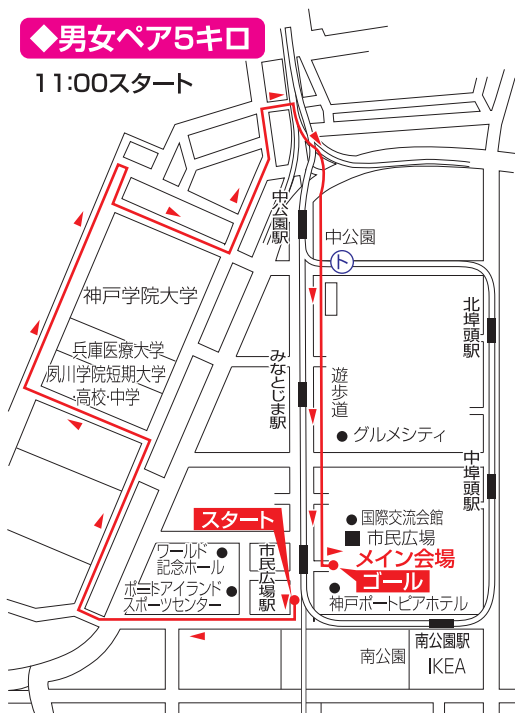 ◆男女ペア5キロ
11:00スタート
中公園駅
中公園
ト
神戸学院大学
北埠頭駅
兵庫医療大学
夙川学院短期大学
・高校・中学
みなとじま駅
遊歩道
グルメシティ
中埠頭駅
スタート
国際交流会館
市民広場
ワールド
記念ホール
市民広場駅
メイン会場
ゴール
ポートアイランド
スポーツセンター
神戸ポートピアホテル
南公園駅
南公園
IKEA